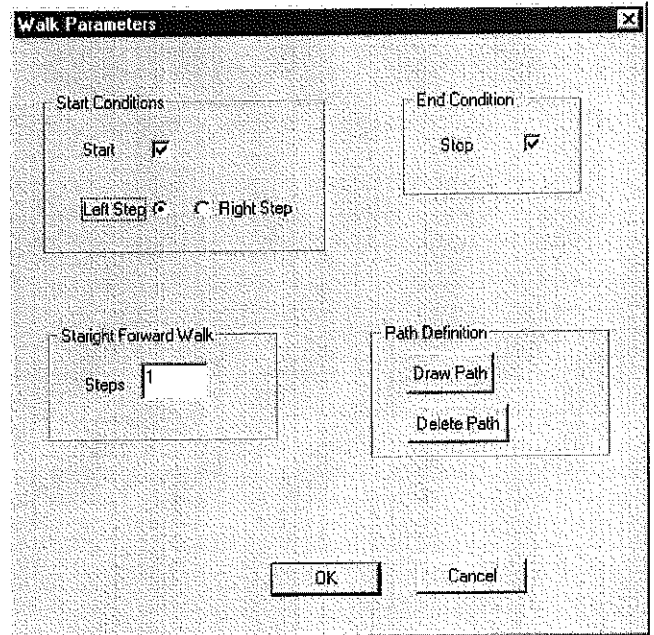 Walk Parameters
Start Conditions
Start
Left Step
Right Step
End Condition
Stop
Staright Forward Walk
Steps 1
Path Definition
Draw Path
Delete Path
OK
Cancel